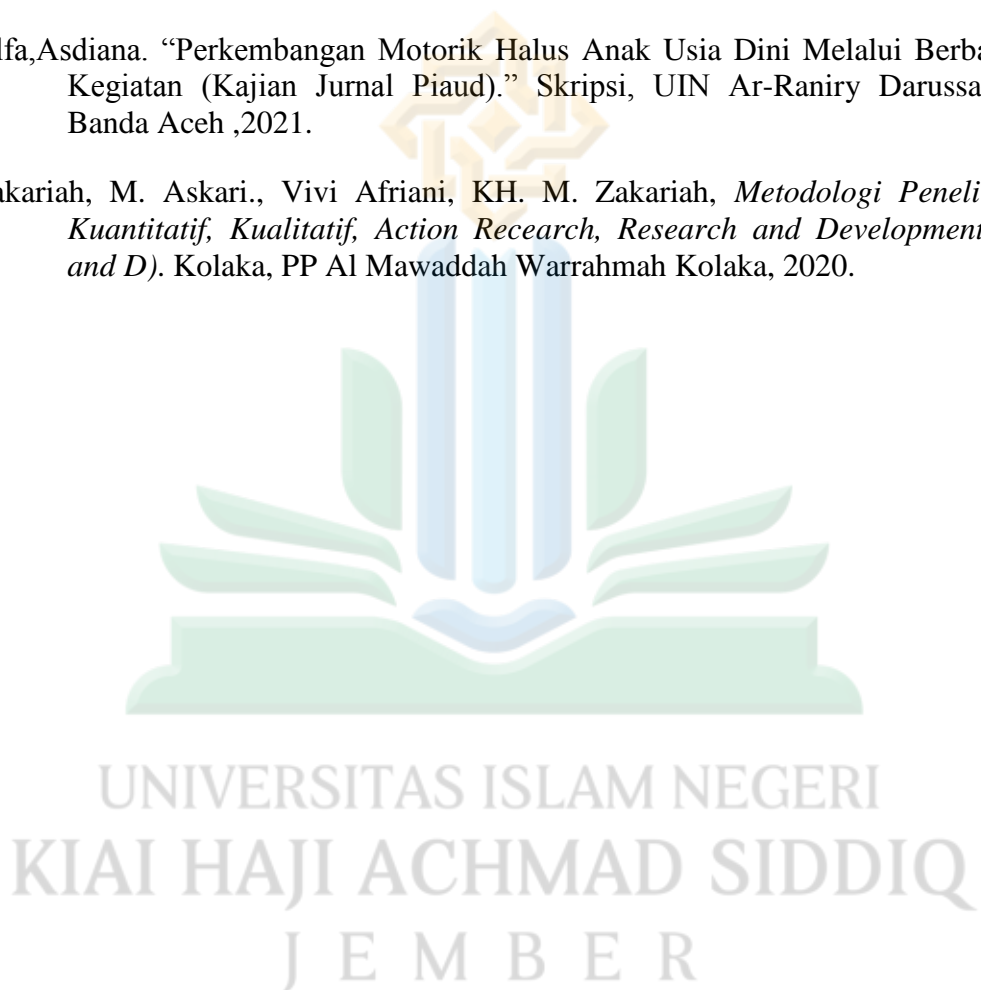 lfa,Asdiana. “Perkembangan Motorik Halus Anak Usia Dini Melalui Berba
Kegiatan (Kajian Jurnal Piaud).” Skripsi, UIN Ar-Raniry Darussa
Banda Aceh ,2021.
akariah, M. Askari., Vivi Afriani, KH. M. Zakariah, Metodologi Peneli
Kuantitatif, Kualitatif, Action Recearch, Research and Development
and D). Kolaka, PP Al Mawaddah Warrahmah Kolaka, 2020.
UNIVERSITAS ISLAM NEGERI
KIAI HAJI ACHMAD SIDDIQ
JEMBER